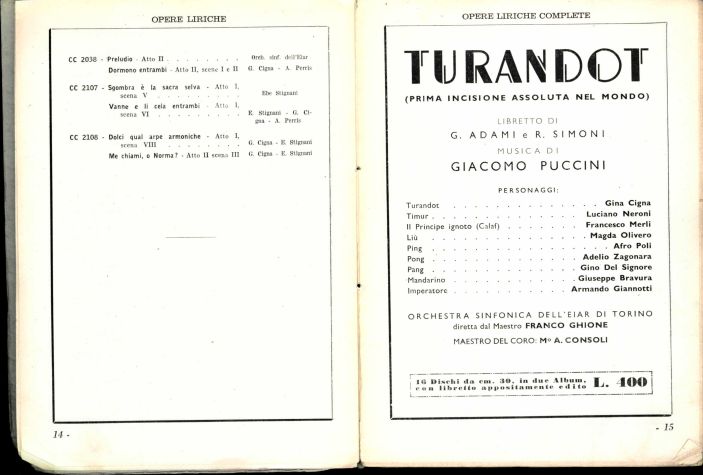 OPERE LIRICHE
CC 2038 - Preludio - Atto II . . . . . . . . Orch. sinf. dell'Eiar
Dormono entrambi - Atto II, scene I e II G. Cigna - A. Perris
CC 2107 - Sgombra è la sacra selva - Atto I,
scena V . . . . . . . . . Ebe Stignani
Vanne e li cela entrambi - Atto I,
scena VI . . . . . . . . . E. Stignani - G. Ci-
gna - A. Perris
CC 2108 - Dolci qual arpe armoniche - Atto I,
scena VIII . . . . . . . . G. Cigna - E. Stignani
Me chiami, o Norma? - Atto II scena III G. Cigna - E. Stignani
14 -
OPERE LIRICHE COMPLETE
TURANDOT
(PRIMA INCISIONE ASSOLUTA NEL MONDO)
LIBRETTO DI
G. ADAMI e R. SIMONI
MUSICA DI
GIACOMO PUCCINI
PERSONAGGI:
Turandot . . . . . . . . . . . . Gina Cigna
Timur . . . . . . . . . . . . Luciano Neroni
Il Principe ignoto (Calaf) . . . . . . . Francesco Merli
Liù . . . . . . . . . . . . Magda Olivero
Ping . . . . . . . . . . . . . Afro Poli
Pong . . . . . . . . . . . . Adelio Zagonara
Pang . . . . . . . . . . . . Gino Del Signore
Mandarino . . . . . . . . . . Giuseppe Bravura
Imperatore . . . . . . . . . . Armando Giannotti
ORCHESTRA SINFONICA DELL'EIAR DI TORINO
diretta dal Maestro FRANCO GHIONE
MAESTRO DEL CORO: Mº A. CONSOLI
16 Dischi da cm. 30, in due Album,
con libretto appositamente edito L. 400
- 15